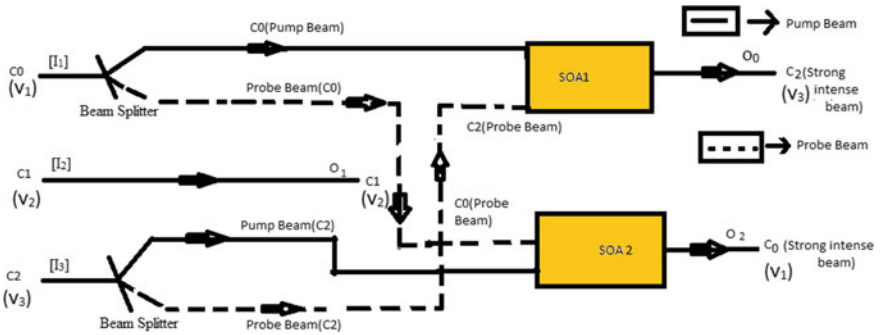 C0(Pump Beam)
Pump Beam
[I1]
C0
(v1)
Beam Splitter
Probe Beam(C0)
SOA1
O0
C2(Strong
intense
beam)
(v3)
C2(Probe Beam)
Probe Beam
[I2]
C1
(v2)
O1
C1
(v2)
C0(Probe
Beam)
Pump Beam(C2)
[I3]
C2
(v3)
Beam Splitter
Probe Beam(C2)
SOA 2
O2
C0 (Strong intense
beam)
(v1)